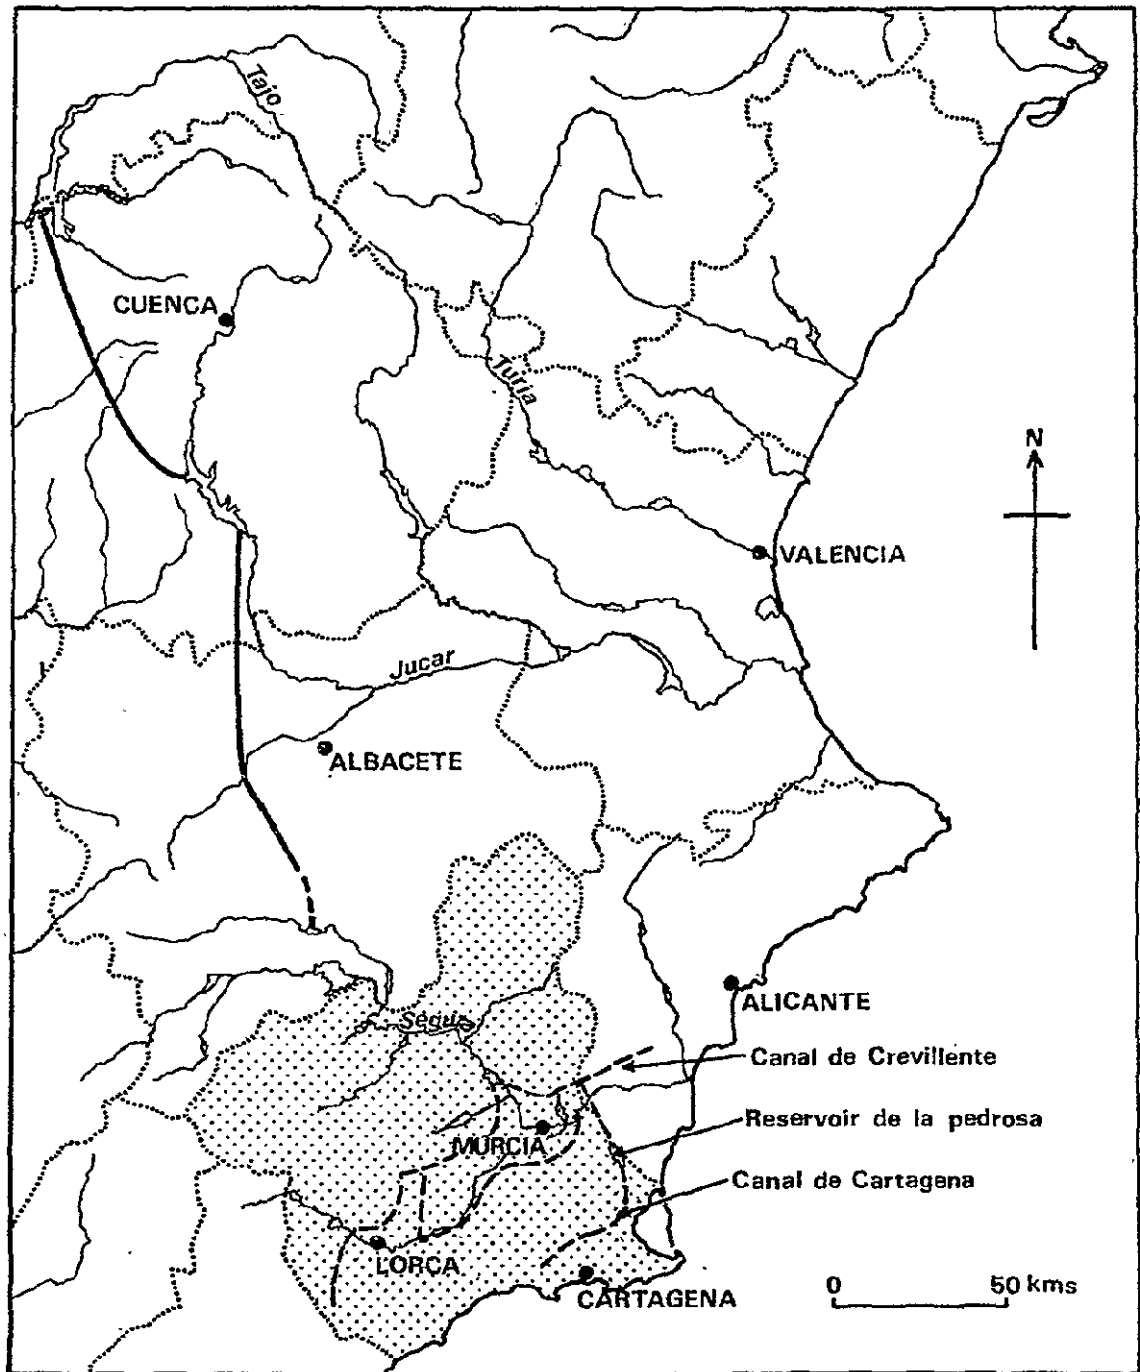 Tajo
CUENCA
Turia
N
VALENCIA
Jucar
ALBACETE
ALICANTE
Segura
Canal de Crevillente
Reservoir de la pedrosa
MURCIA
Canal de Cartagena
LORCA
CARTAGENA
0 50 kms